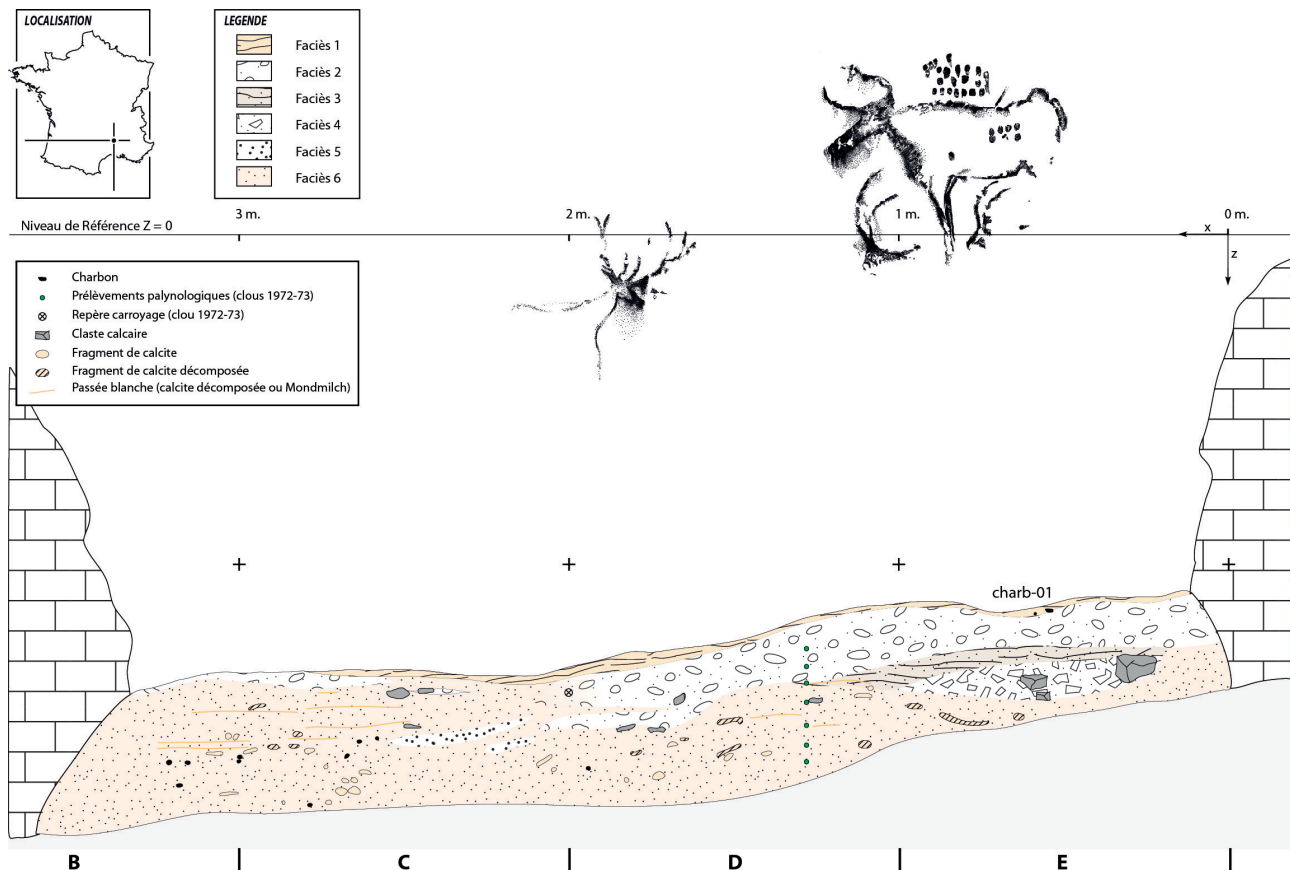 LOCALISATION
LEGENDE
Faciès 1
Faciès 2
Faciès 3
Faciès 4
Faciès 5
Faciès 6
Niveau de Référence Z = 0
3 m.
2 m.
1 m.
0 m.
x
z
Charbon
Prélèvements palynologiques (clous 1972-73)
Repère carroyage (clou 1972-73)
Claste calcaire
Fragment de calcite
Fragment de calcite décomposée
Passée blanche (calcite décomposée ou Mondmilch)
charb-01
B
C
D
E